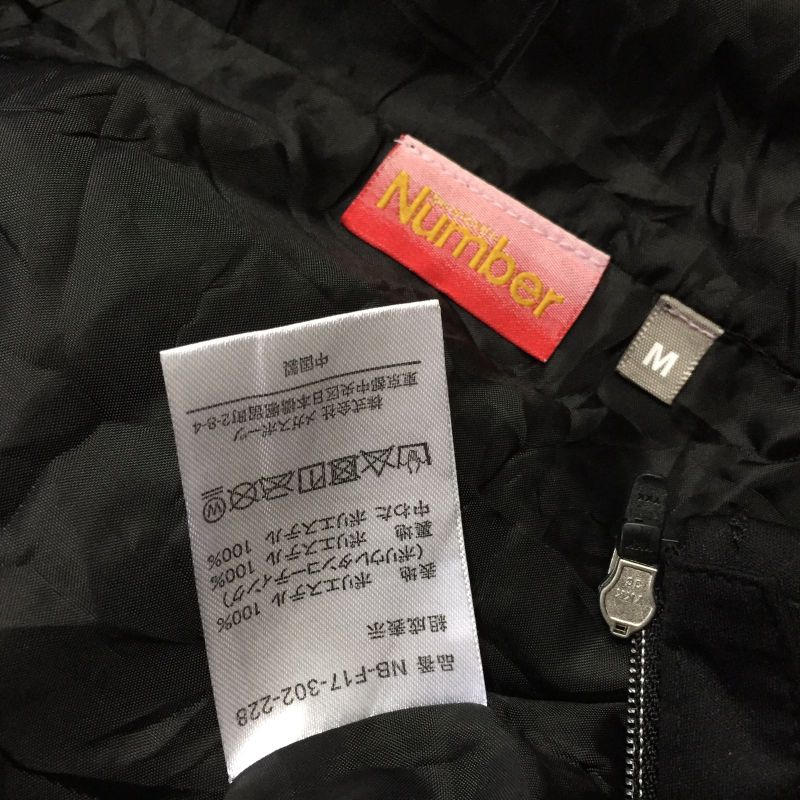 Number
M
YKK
品番 NB-F17-302-228
組成表示
表地 ポリエステル 100%
(ポリウレタンコーティング)
裏地 ポリエステル 100%
中わた ポリエステル 100%
W
株式会社 メガスポーツ
東京都中央区日本橋堀留町2-8-4
中国製